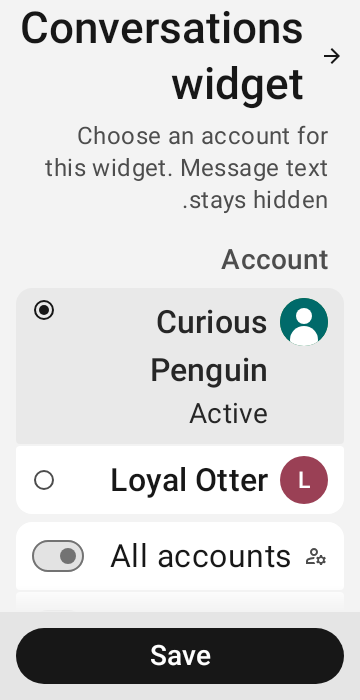 Conversations
widget
Choose an account for
this widget. Message text
stays hidden.
Account
Curious
Penguin
Active
L
Loyal Otter
All accounts
Save